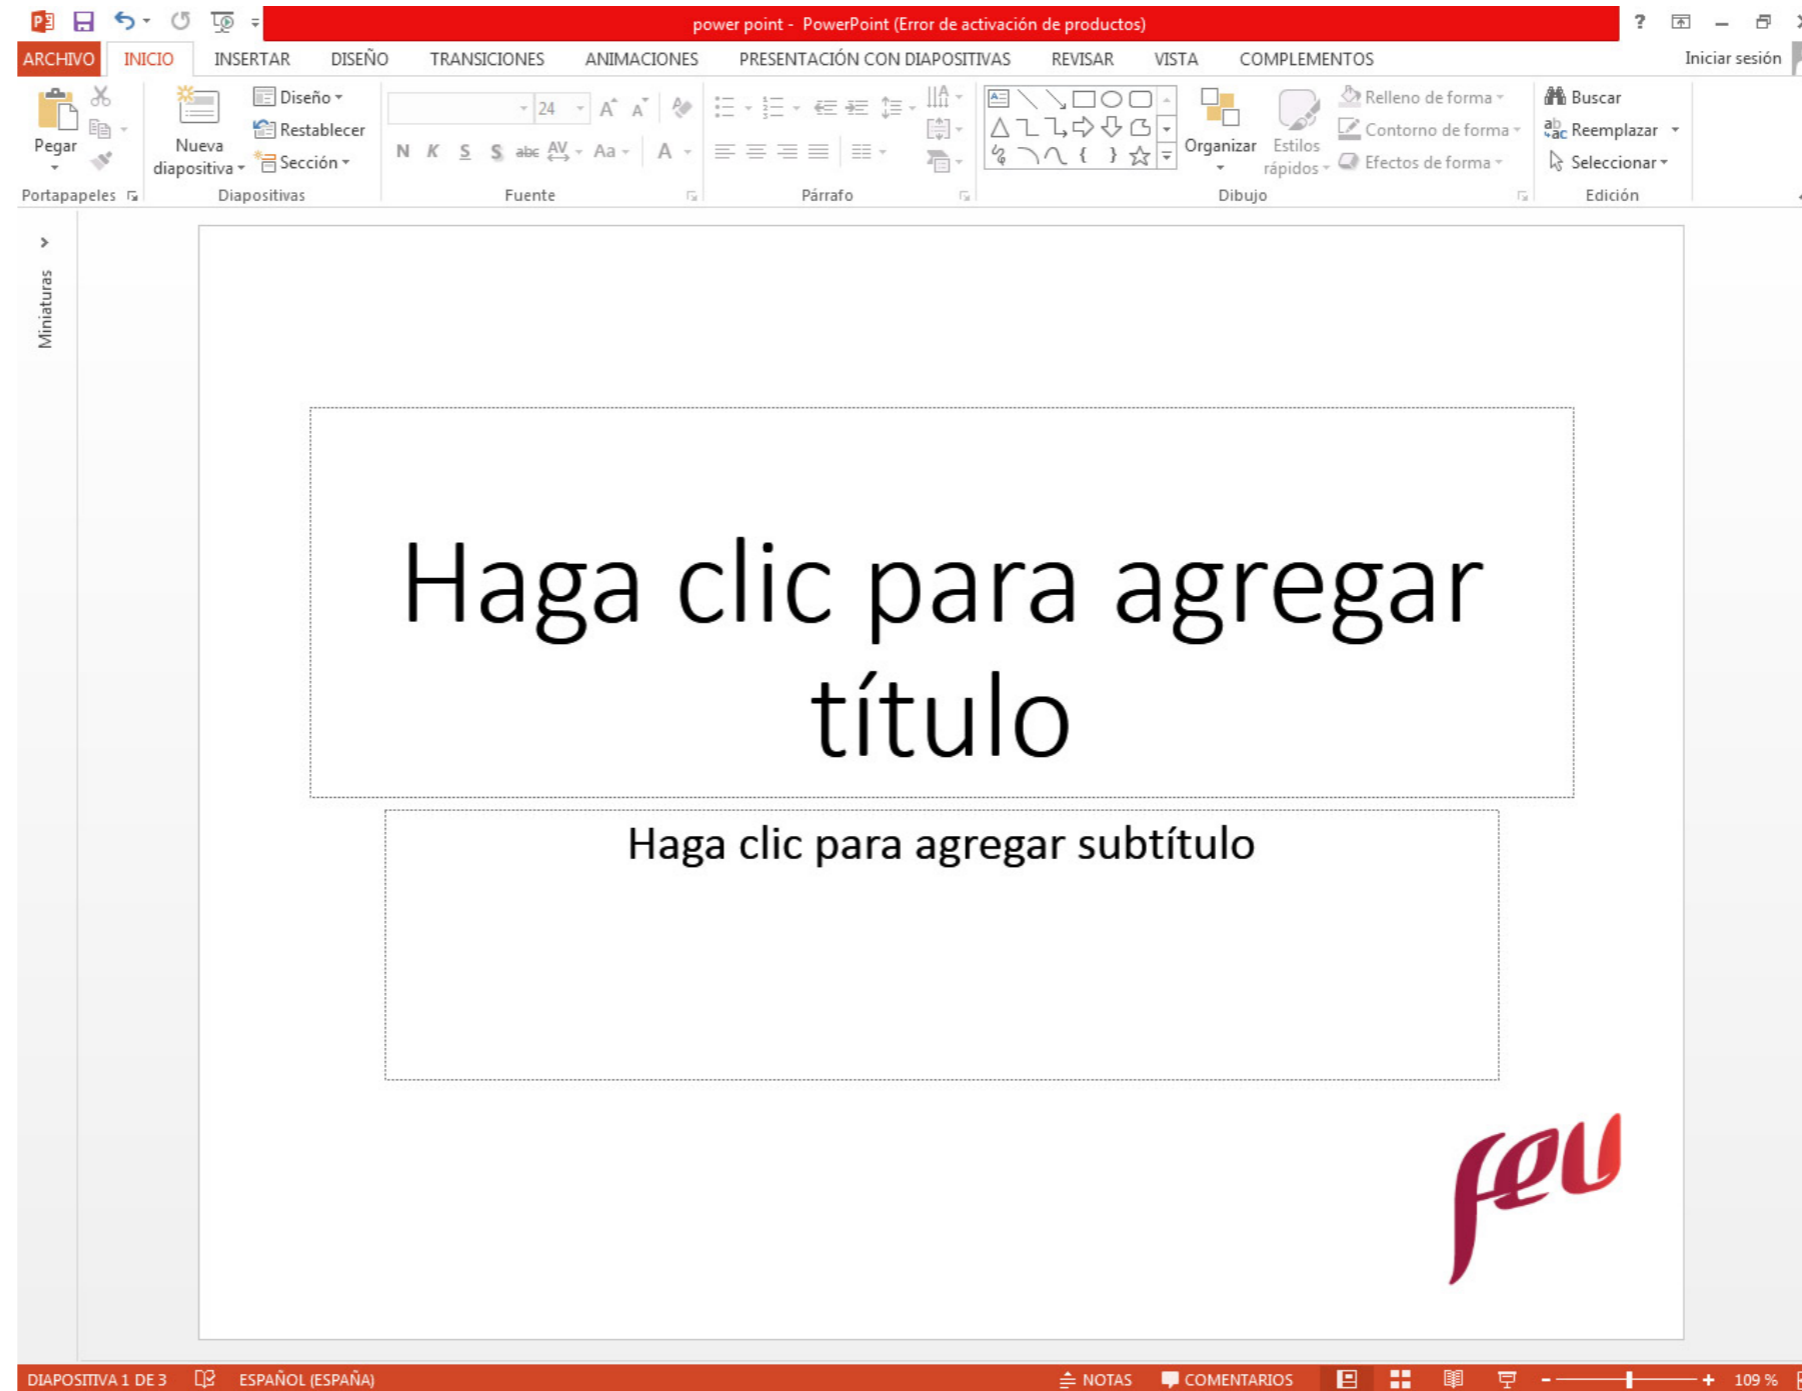 power point - PowerPoint (Error de activación de productos)
ARCHIVO INICIO INSERTAR DISEÑO TRANSICIONES ANIMACIONES PRESENTACIÓN CON DIAPOSITIVAS REVISAR VISTA COMPLEMENTOS Iniciar sesión
Pegar
Portapapeles
Nueva diapositiva
Diseño
Restablecer
Sección
Diapositivas
24
N K S S abc AV Aa A
Fuente
Párrafo
Organizar
Estilos rápidos
Relleno de forma
Contorno de forma
Efectos de forma
Dibujo
Buscar
Reemplazar
Seleccionar
Edición
Miniaturas
Haga clic para agregar
título
Haga clic para agregar subtítulo
feu
DIAPOSITIVA 1 DE 3 ESPAÑOL (ESPAÑA) NOTAS COMENTARIOS 109 %